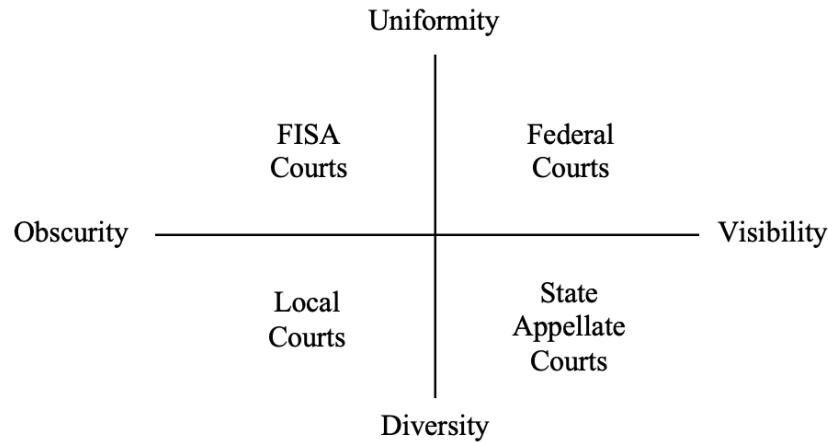 Uniformity
FISA
Courts
Federal
Courts
Obscurity
Visibility
Local
Courts
State
Appellate
Courts
Diversity